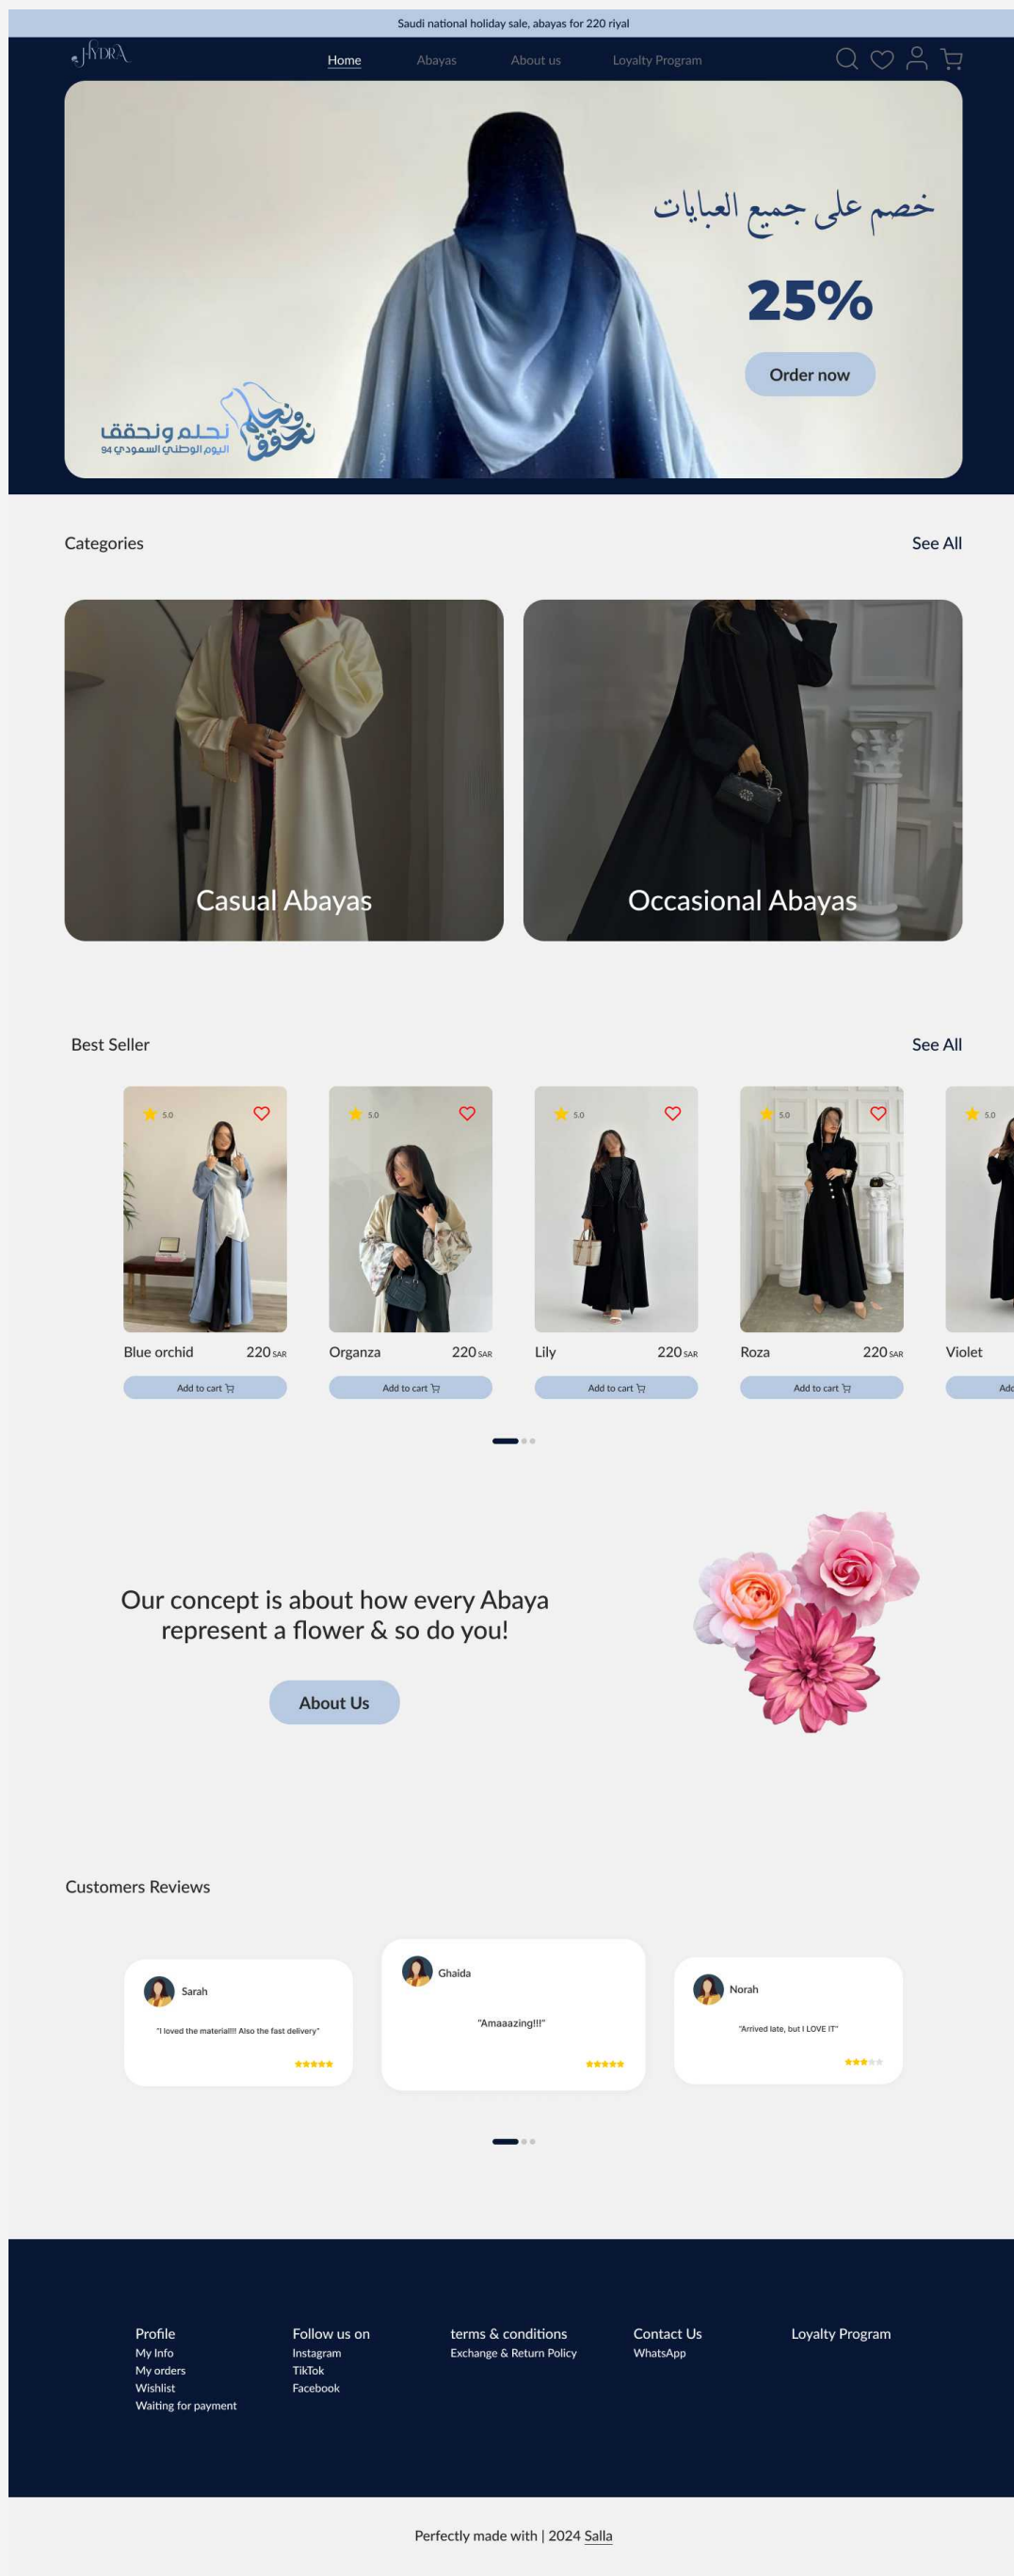 Saudi national holiday sale, abayas for 220 riyal
HYDRA
Home
Abayas
About us
Loyalty Program
خصم على جميع العبايات
25%
Order now
ونحلم
نحقق
نحلم ونحقق
اليوم الوطني السعودي 94
Categories
See All
Casual Abayas
Occasional Abayas
Best Seller
See All
5.0
5.0
5.0
5.0
5.0
Blue orchid 220 SAR
Organza 220 SAR
Lily 220 SAR
Roza 220 SAR
Violet
Add to cart
Add to cart
Add to cart
Add to cart
Add
Our concept is about how every Abaya
represent a flower & so do you!
About Us
Customers Reviews
Sarah
"I loved the material!!! Also the fast delivery"
Ghaida
"Amaaazing!!!"
Norah
"Arrived late, but I LOVE IT"
Profile
My Info
My orders
Wishlist
Waiting for payment
Follow us on
Instagram
TikTok
Facebook
terms & conditions
Exchange & Return Policy
Contact Us
WhatsApp
Loyalty Program
Perfectly made with | 2024 Salla